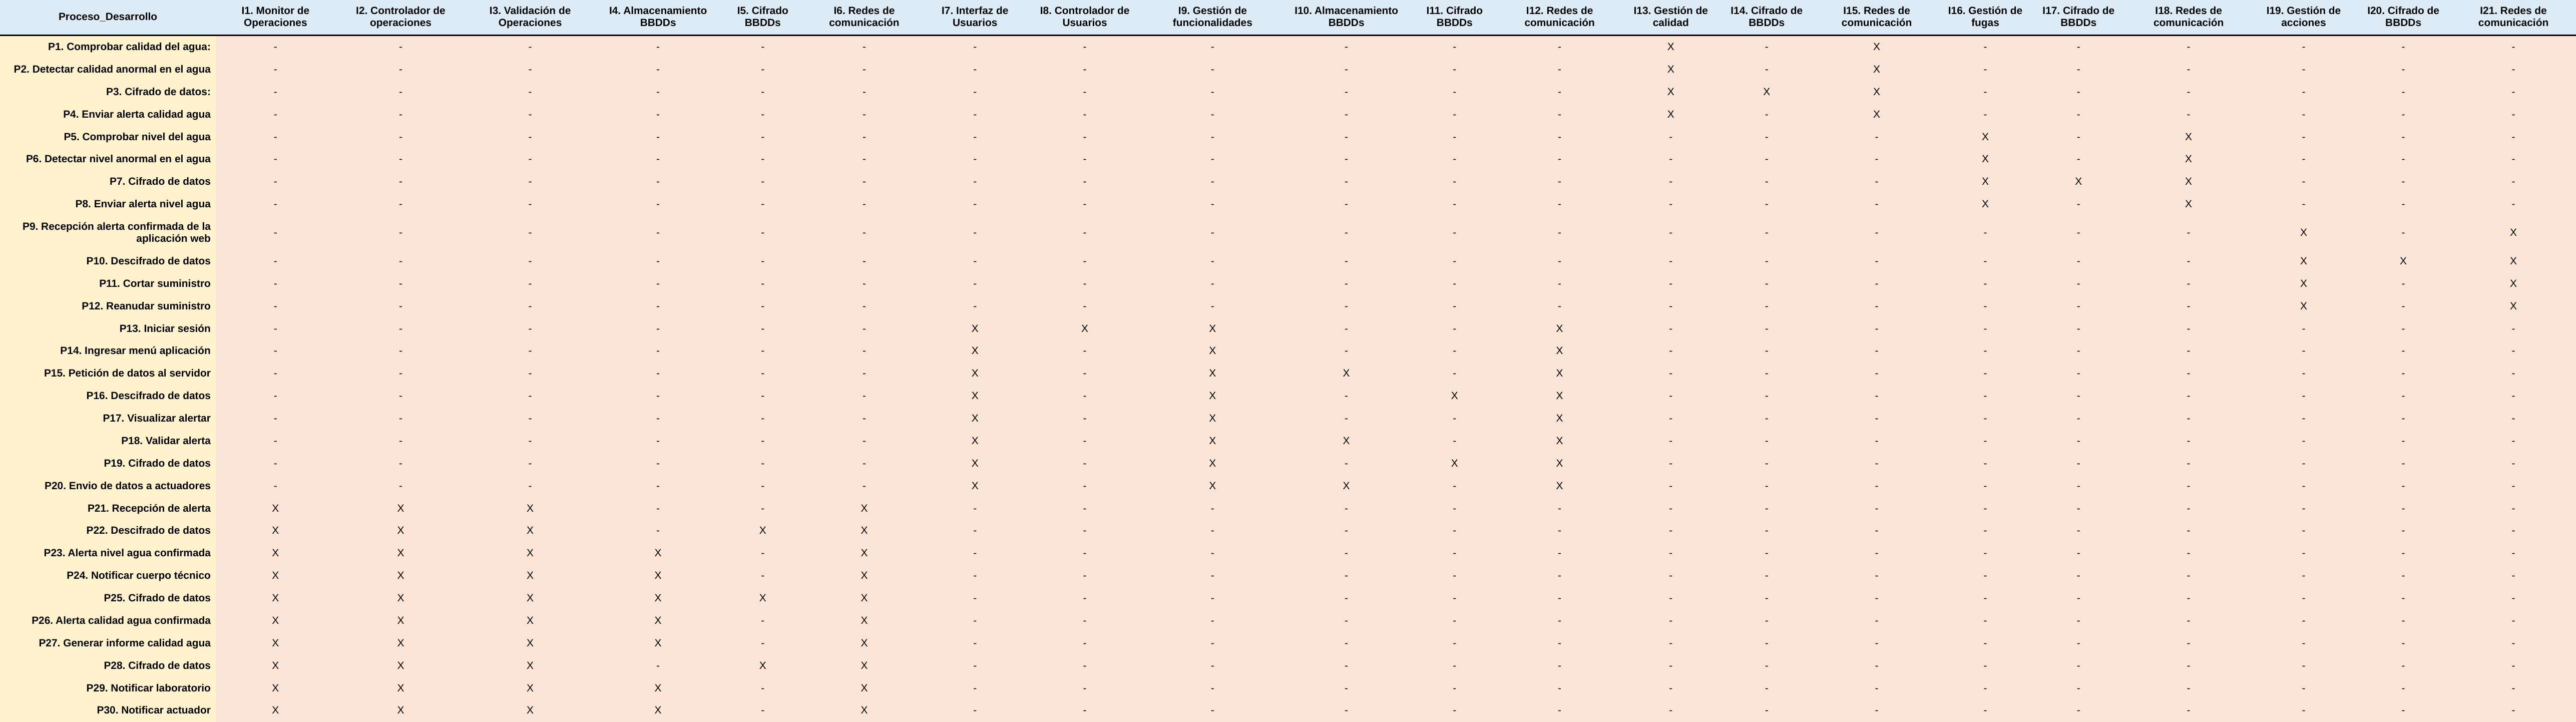 Proceso_Desarrollo I1. Monitor de Operaciones I2. Controlador de operaciones I3. Validación de Operaciones I4. Almacenamiento BBDDs I5. Cifrado BBDDs I6. Redes de comunicación I7. Interfaz de Usuarios I8. Controlador de Usuarios I9. Gestión de funcionalidades I10. Almacenamiento BBDDs I11. Cifrado BBDDs I12. Redes de comunicación I13. Gestión de calidad I14. Cifrado de BBDDs I15. Redes de comunicación I16. Gestión de fugas I17. Cifrado de BBDDs I18. Redes de comunicación I19. Gestión de acciones I20. Cifrado de BBDDs I21. Redes de comunicación
P1. Comprobar calidad del agua: - - - - - - - - - - - - X - X - - - - - -
P2. Detectar calidad anormal en el agua - - - - - - - - - - - - X - X - - - - - -
P3. Cifrado de datos: - - - - - - - - - - - - X X X - - - - - -
P4. Enviar alerta calidad agua - - - - - - - - - - - - X - X - - - - - -
P5. Comprobar nivel del agua - - - - - - - - - - - - - - - X - X - - -
P6. Detectar nivel anormal en el agua - - - - - - - - - - - - - - - X - X - - -
P7. Cifrado de datos - - - - - - - - - - - - - - - X X X - - -
P8. Enviar alerta nivel agua - - - - - - - - - - - - - - - X - X - - -
P9. Recepción alerta confirmada de la aplicación web - - - - - - - - - - - - - - - - - - X - X
P10. Descifrado de datos - - - - - - - - - - - - - - - - - - X X X
P11. Cortar suministro - - - - - - - - - - - - - - - - - - X - X
P12. Reanudar suministro - - - - - - - - - - - - - - - - - - X - X
P13. Iniciar sesión - - - - - - X X X - - X - - - - - - - - -
P14. Ingresar menú aplicación - - - - - - X - X - - X - - - - - - - - -
P15. Petición de datos al servidor - - - - - - X - X X - X - - - - - - - - -
P16. Descifrado de datos - - - - - - X - X - X X - - - - - - - - -
P17. Visualizar alertar - - - - - - X - X - - X - - - - - - - - -
P18. Validar alerta - - - - - - X - X X - X - - - - - - - - -
P19. Cifrado de datos - - - - - - X - X - X X - - - - - - - - -
P20. Envio de datos a actuadores - - - - - - X - X X - X - - - - - - - - -
P21. Recepción de alerta X X X - - X - - - - - - - - - - - - - - -
P22. Descifrado de datos X X X - X X - - - - - - - - - - - - - - -
P23. Alerta nivel agua confirmada X X X X - X - - - - - - - - - - - - - - -
P24. Notificar cuerpo técnico X X X X - X - - - - - - - - - - - - - - -
P25. Cifrado de datos X X X X X X - - - - - - - - - - - - - - -
P26. Alerta calidad agua confirmada X X X X - X - - - - - - - - - - - - - - -
P27. Generar informe calidad agua X X X X - X - - - - - - - - - - - - - - -
P28. Cifrado de datos X X X - X X - - - - - - - - - - - - - - -
P29. Notificar laboratorio X X X X - X - - - - - - - - - - - - - - -
P30. Notificar actuador X X X X - X - - - - - - - - - - - - - - -